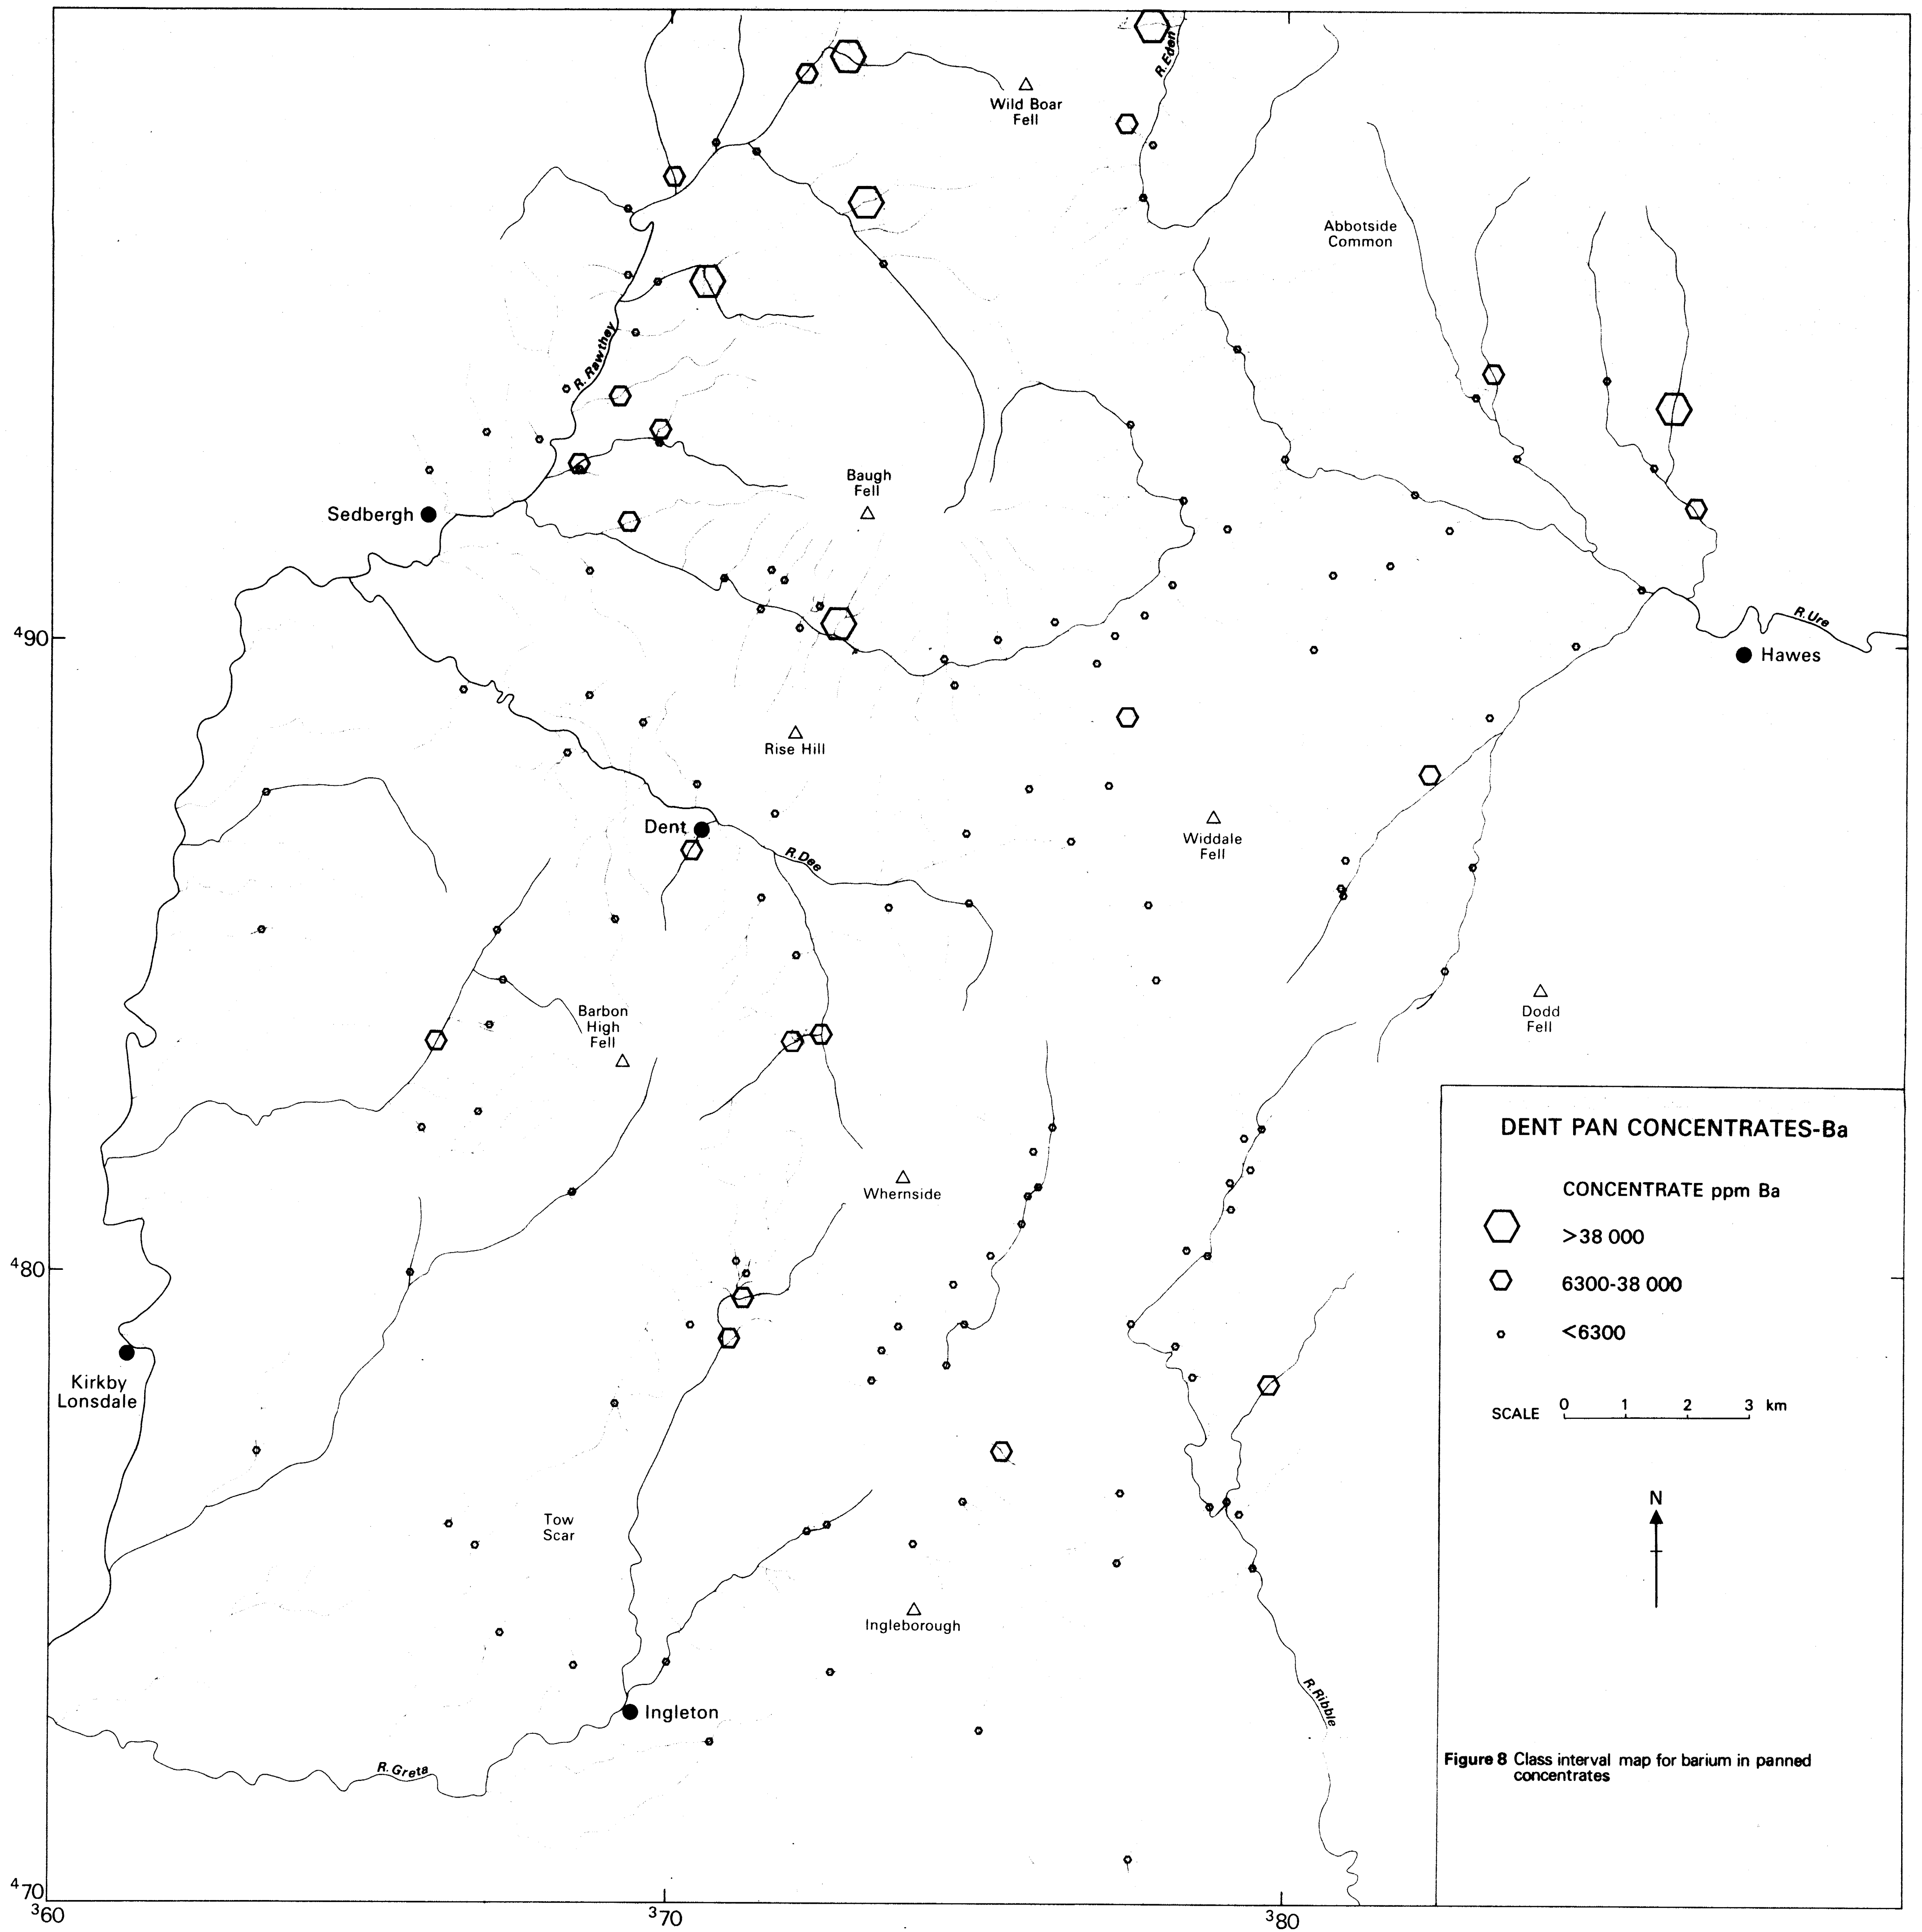 R. Eden
Wild Boar
Fell
Abbotside
Common
R. Rawthey
Baugh
Fell
Sedbergh
⁴90
R. Ure
Hawes
Rise Hill
Dent
R. Dee
Widdale
Fell
Barbon
High
Fell
Dodd
Fell
Whernside
⁴80
Kirkby
Lonsdale
Tow
Scar
Ingleborough
Ingleton
R. Greta
R. Ribble
⁴70
³60
³70
³80
DENT PAN CONCENTRATES-Ba
CONCENTRATE ppm Ba
>38 000
6300-38 000
<6300
SCALE 0 1 2 3 km
N
Figure 8 Class interval map for barium in panned
concentrates